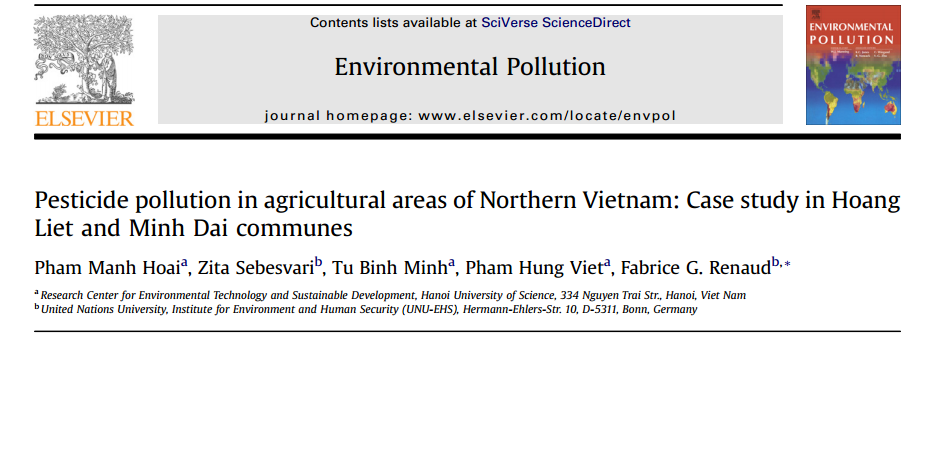 Contents lists available at SciVerse ScienceDirect
Environmental Pollution
journal homepage: www.elsevier.com/locate/envpol
ELSEVIER
ENVIRONMENTAL
POLLUTION
Pesticide pollution in agricultural areas of Northern Vietnam: Case study in Hoang
Liet and Minh Dai communes
Pham Manh Hoai a, Zita Sebesvari b, Tu Binh Minh a, Pham Hung Viet a, Fabrice G. Renaud b,*
a Research Center for Environmental Technology and Sustainable Development, Hanoi University of Science, 334 Nguyen Trai Str., Hanoi, Viet Nam
b United Nations University, Institute for Environment and Human Security (UNU-EHS), Hermann-Ehlers-Str. 10, D-5311, Bonn, Germany